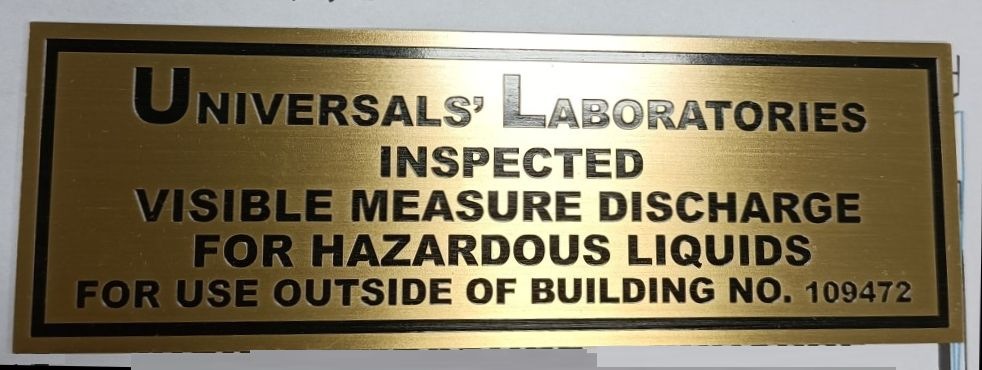 UNIVERSALS' LABORATORIES
INSPECTED
VISIBLE MEASURE DISCHARGE
FOR HAZARDOUS LIQUIDS
FOR USE OUTSIDE OF BUILDING NO. 109472